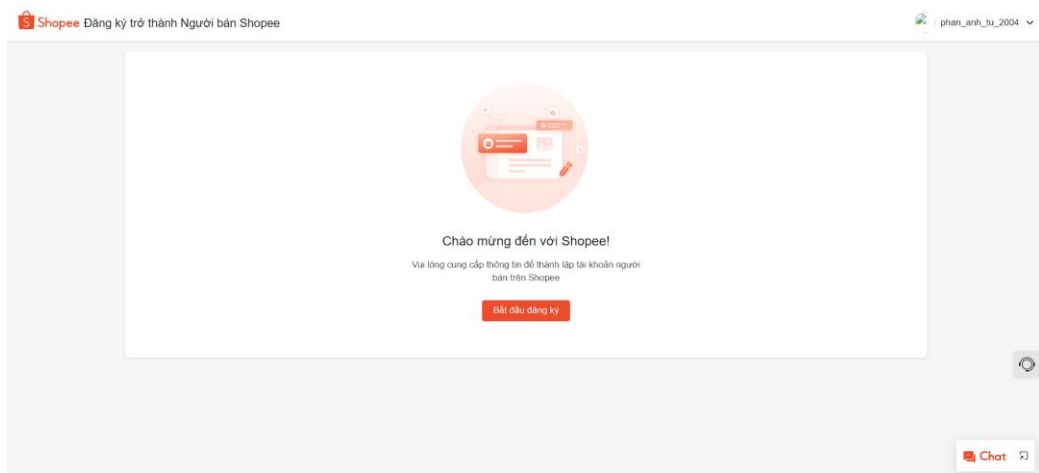 Shopee Đăng ký trở thành Người bán Shopee
phan_anh_tu_2004
Chào mừng đến với Shopee!
Vui lòng cung cấp thông tin để thành lập tài khoản người
bán trên Shopee
Bắt đầu đăng ký
Chat